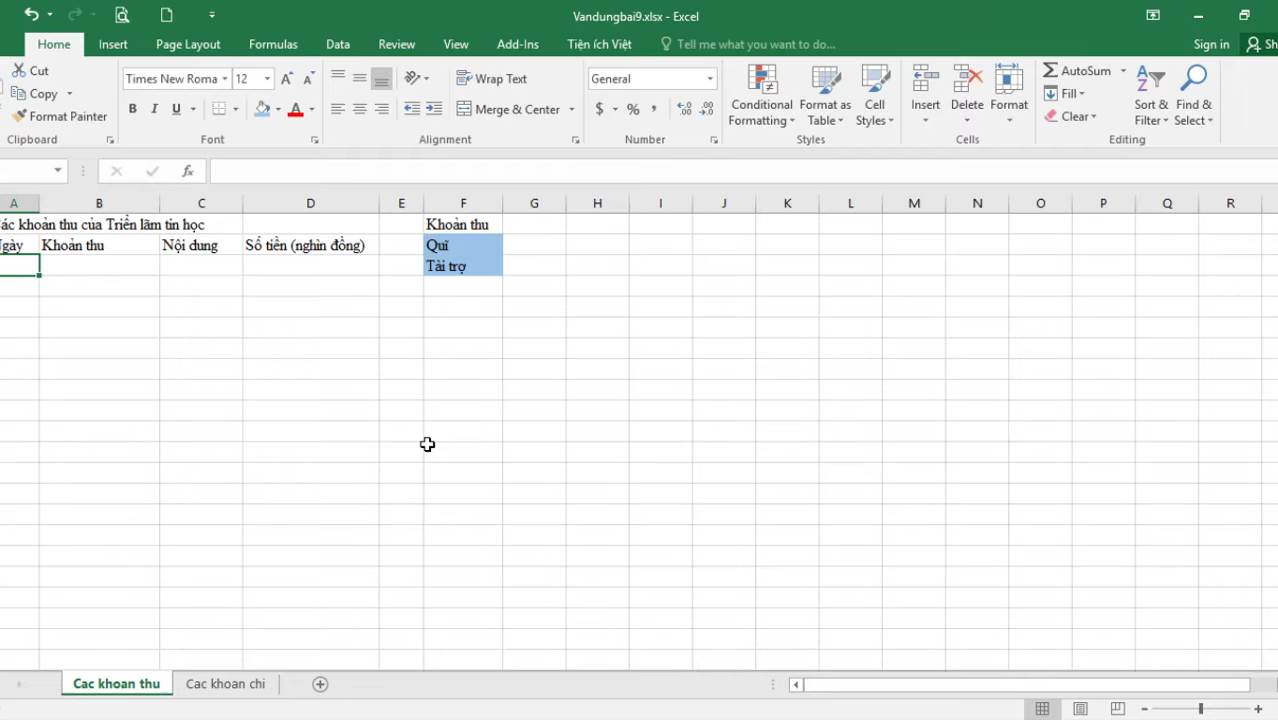 Vandungbai9.xlsx - Excel
Home Insert Page Layout Formulas Data Review View Add-Ins Tiện ích Việt Tell me what you want to do... Sign in
Cut
Copy
Format Painter
Clipboard
Times New Roma 12
B I U
Font
Wrap Text
Merge & Center
Alignment
General
$ % ,
Number
Conditional Formatting
Format as Table
Cell Styles
Styles
Insert Delete Format
Cells
AutoSum
Fill
Clear
Sort & Filter
Find & Select
Editing
fx
A B C D E F G H I J K L M N O P Q R
khoản thu của Triển lãm tin học Khoản thu
Khoản thu Nội dung Số tiền (nghìn đồng) Quĩ
Tài trợ
Cac khoan thu Cac khoan chi